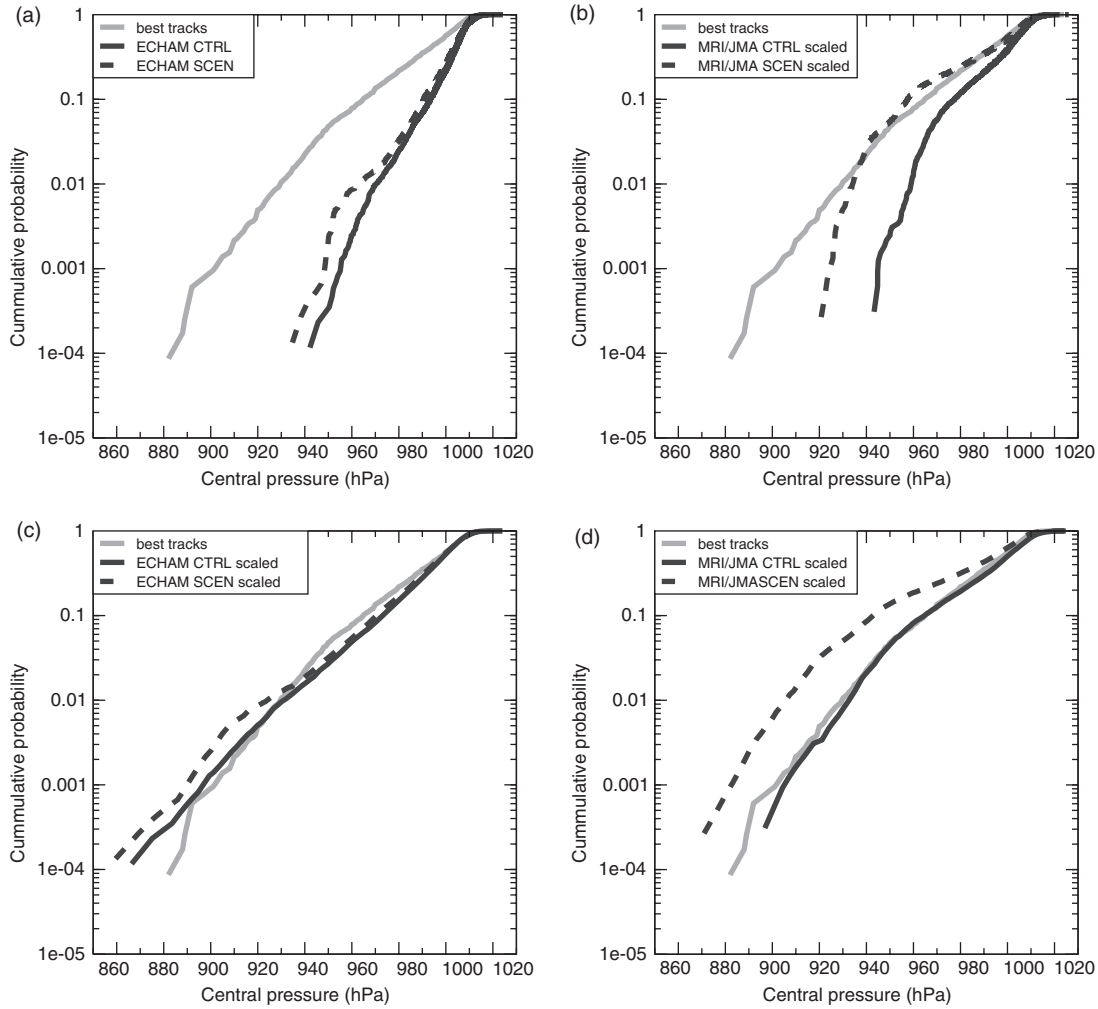 (a)
best tracks
ECHAM CTRL
ECHAM SCEN
1
0.1
0.01
0.001
1e-04
1e-05
Cummulative probability
860 880 900 920 940 960 980 1000 1020
Central pressure (hPa)
(b)
best tracks
MRI/JMA CTRL scaled
MRI/JMA SCEN scaled
1
0.1
0.01
0.001
1e-04
1e-05
Cummulative probability
860 880 900 920 940 960 980 1000 1020
Central pressure (hPa)
(c)
best tracks
ECHAM CTRL scaled
ECHAM SCEN scaled
1
0.1
0.01
0.001
1e-04
1e-05
Cummulative probability
860 880 900 920 940 960 980 1000 1020
Central pressure (hPa)
(d)
best tracks
MRI/JMA CTRL scaled
MRI/JMASCEN scaled
1
0.1
0.01
0.001
1e-04
1e-05
Cummulative probability
860 880 900 920 940 960 980 1000 1020
Central pressure (hPa)